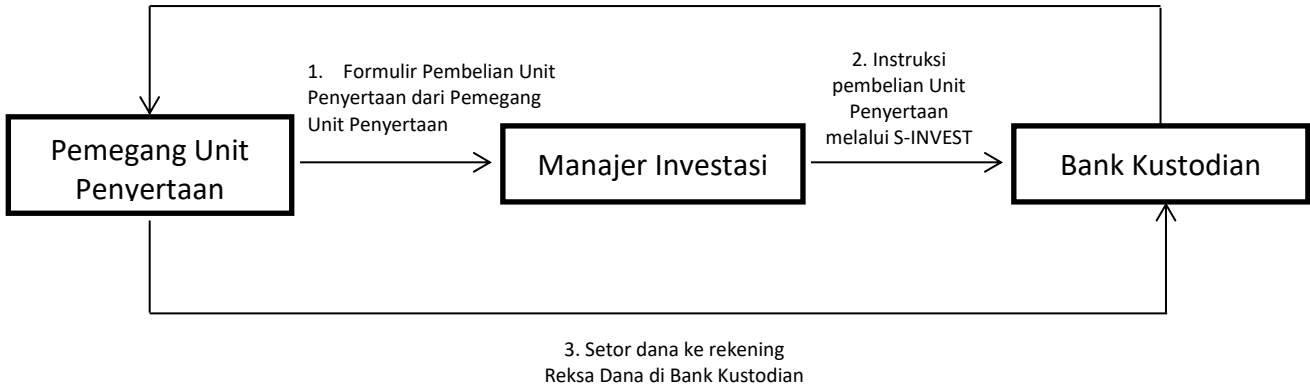 1. Formulir Pembelian Unit
Penyertaan dari Pemegang
Unit Penyertaan
2. Instruksi
pembelian Unit
Penyertaan
melalui S-INVEST
Pemegang Unit
Penyertaan
Manajer Investasi
Bank Kustodian
3. Setor dana ke rekening
Reksa Dana di Bank Kustodian